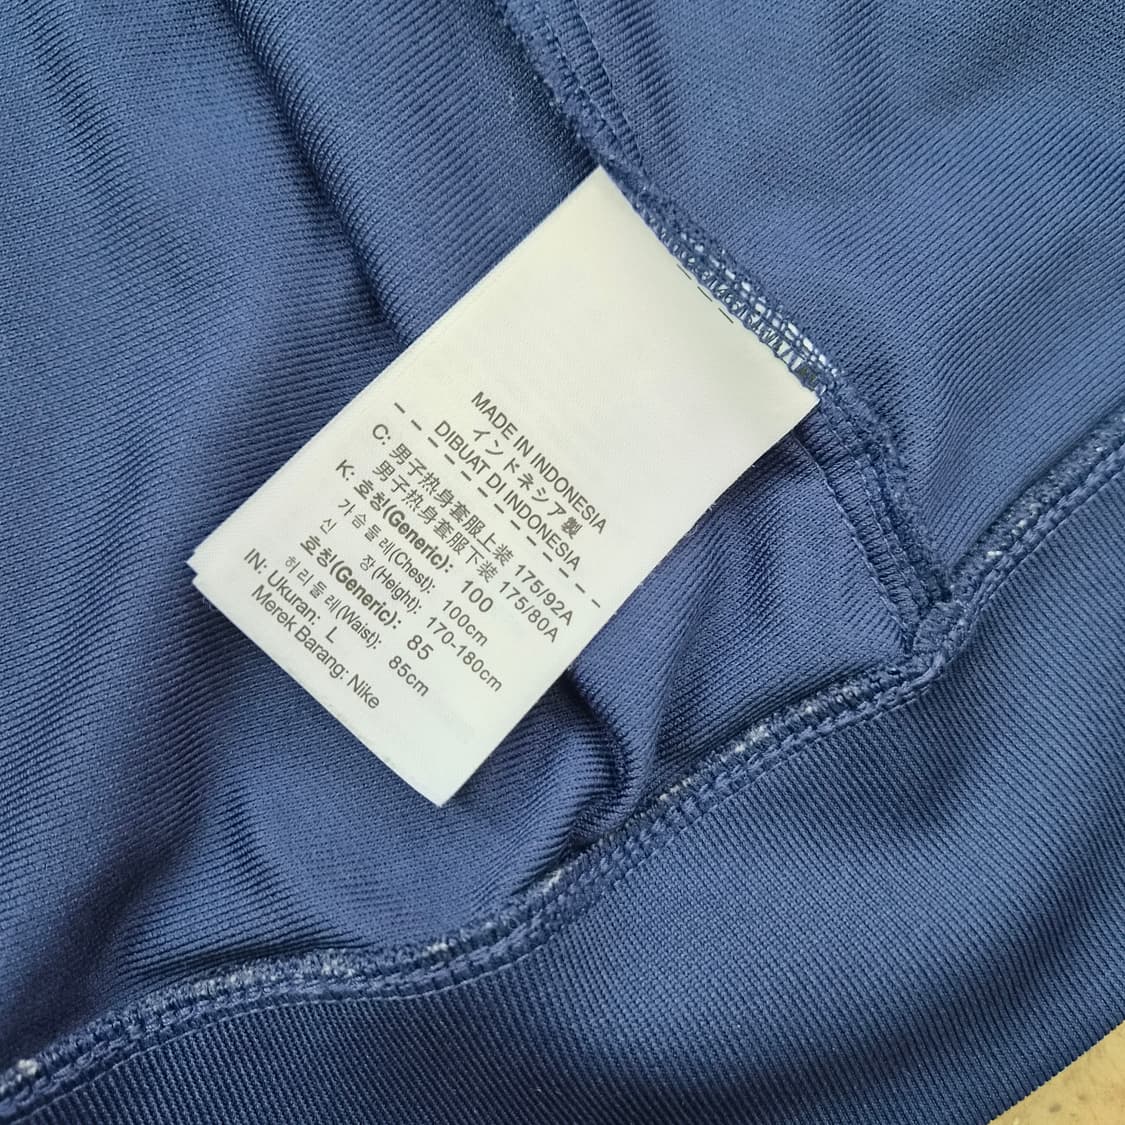 MADE IN INDONESIA
インドネシア製
DIBUAT DI INDONESIA
C: 男子热身套服上装 175/92A
男子热身套服下装 175/80A
K: 호칭(Generic): 100
가슴둘레(Chest): 100cm
신 장(Height): 170-180cm
호칭(Generic): 85
허리둘레(Waist): 85cm
IN: Ukuran: L
Merek Barang: Nike